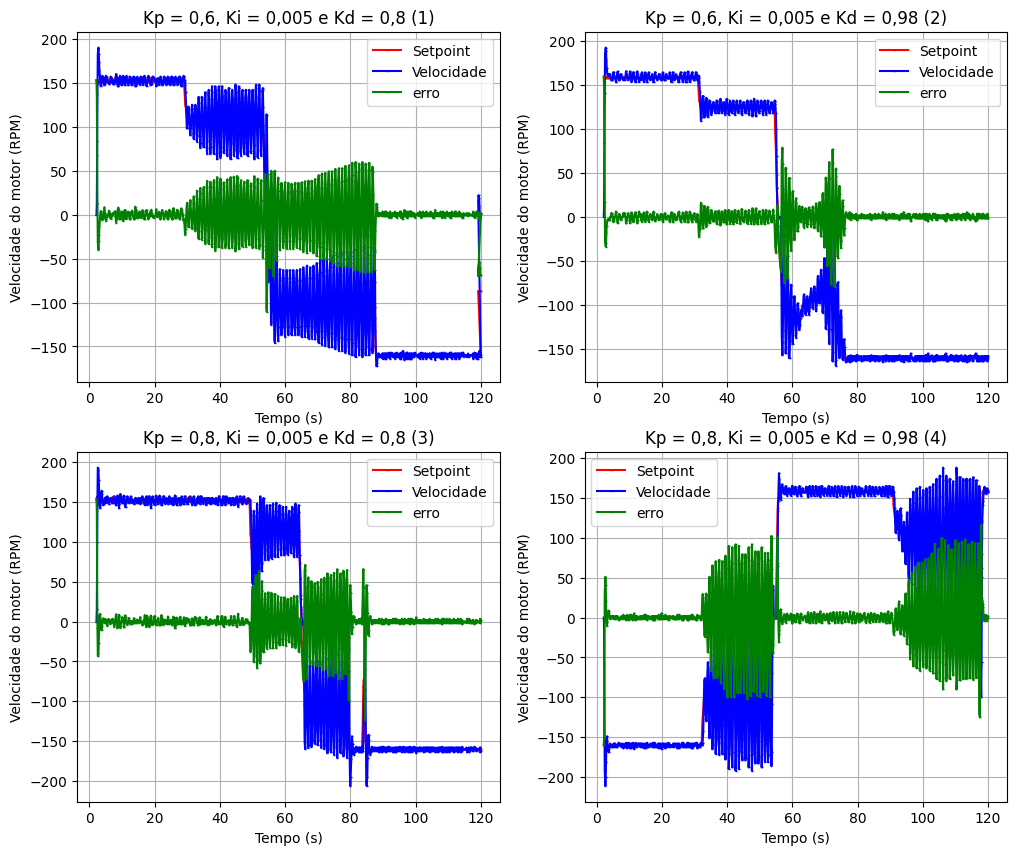 Kp = 0,6, Ki = 0,005 e Kd = 0,8 (1)
200
150
100
50
0
−50
−100
−150
0 20 40 60 80 100 120
Velocidade do motor (RPM)
Tempo (s)
Setpoint
Velocidade
erro
Kp = 0,6, Ki = 0,005 e Kd = 0,98 (2)
200
150
100
50
0
−50
−100
−150
0 20 40 60 80 100 120
Velocidade do motor (RPM)
Tempo (s)
Setpoint
Velocidade
erro
Kp = 0,8, Ki = 0,005 e Kd = 0,8 (3)
200
150
100
50
0
−50
−100
−150
−200
0 20 40 60 80 100 120
Velocidade do motor (RPM)
Tempo (s)
Setpoint
Velocidade
erro
Kp = 0,8, Ki = 0,005 e Kd = 0,98 (4)
200
150
100
50
0
−50
−100
−150
−200
0 20 40 60 80 100 120
Velocidade do motor (RPM)
Tempo (s)
Setpoint
Velocidade
erro